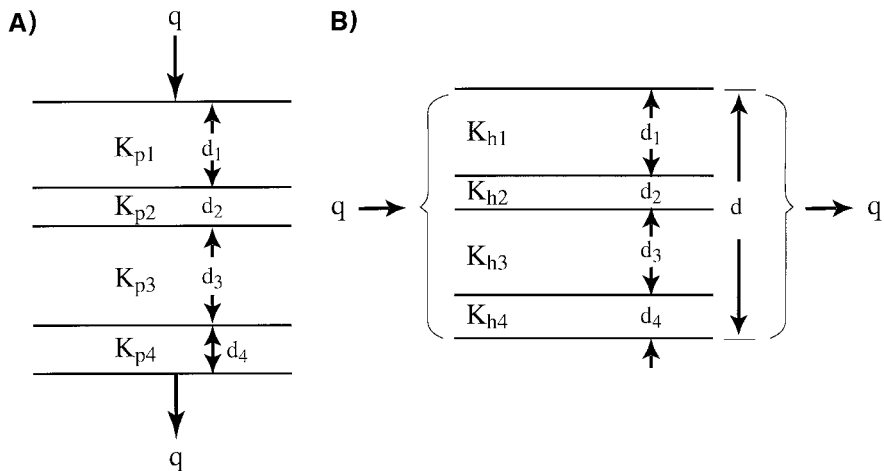 A)
q
K_p1 d_1
K_p2 d_2
K_p3 d_3
K_p4 d_4
q
B)
K_h1 d_1
K_h2 d_2
q d q
K_h3 d_3
K_h4 d_4